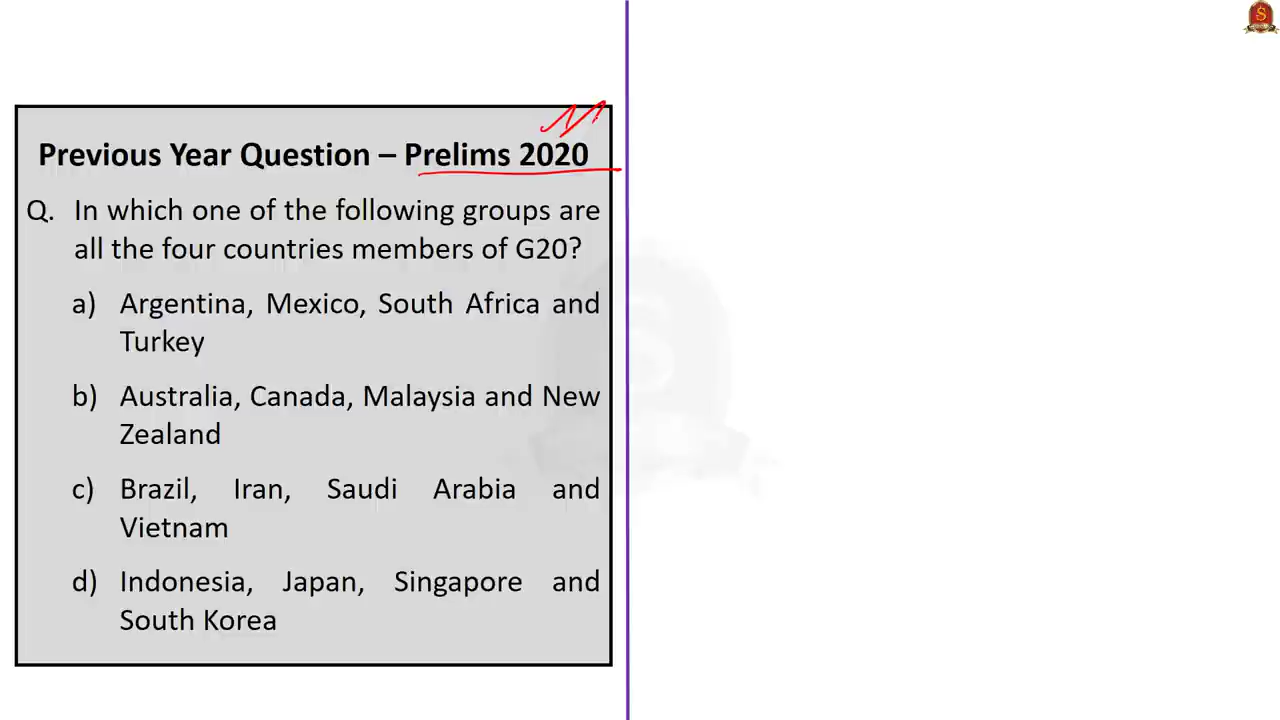 Previous Year Question – Prelims 2020
Q. In which one of the following groups are
all the four countries members of G20?
a) Argentina, Mexico, South Africa and
Turkey
b) Australia, Canada, Malaysia and New
Zealand
c) Brazil, Iran, Saudi Arabia and
Vietnam
d) Indonesia, Japan, Singapore and
South Korea